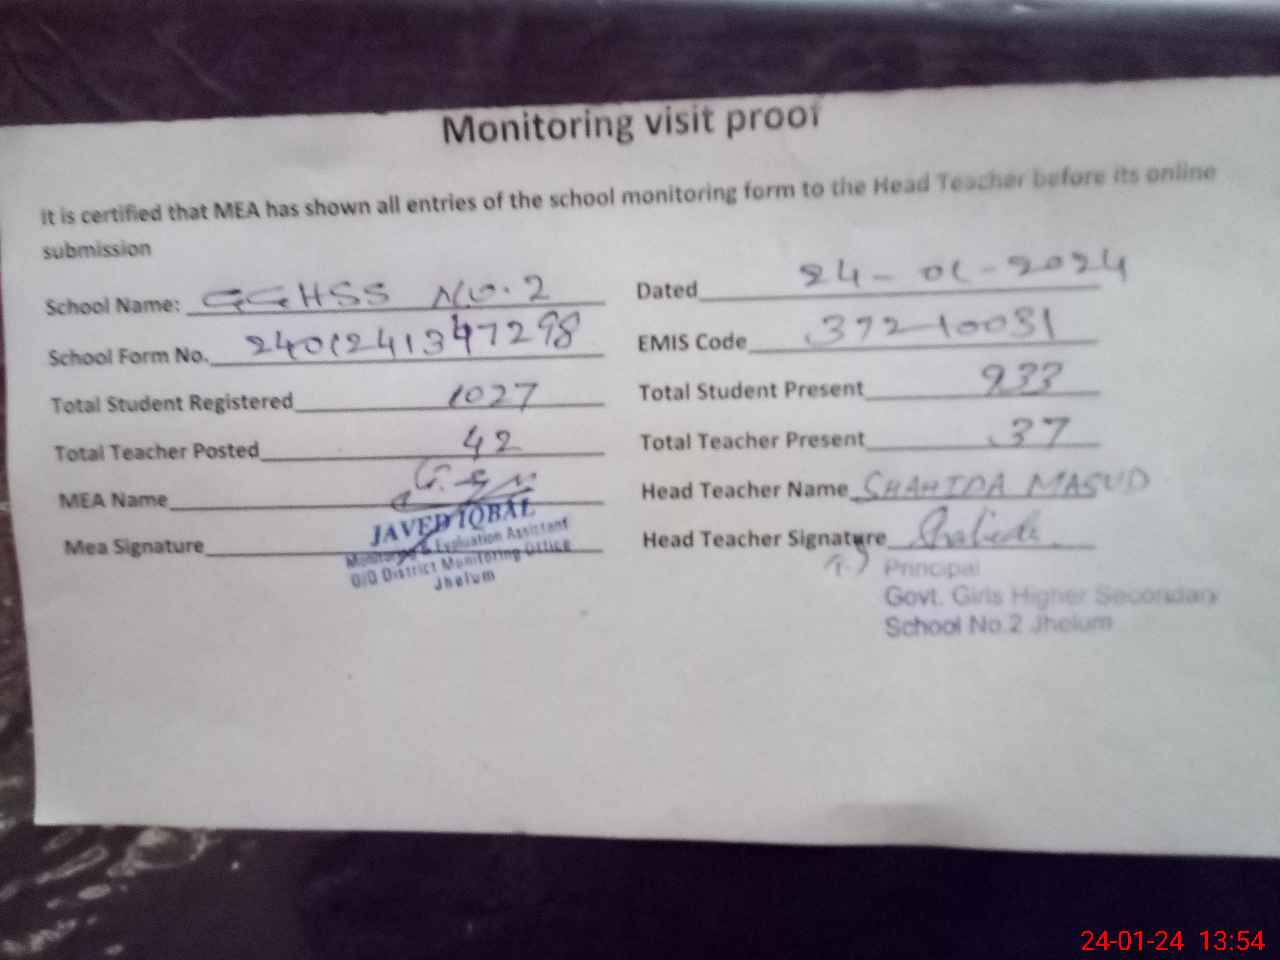 Monitoring visit proof
It is certified that MEA has shown all entries of the school monitoring form to the Head Teacher before its online
submission
School Name: GGHSS NO.2 Dated 24-01-2024
School Form No. 2401241347298 EMIS Code 37210031
Total Student Registered 1027 Total Student Present 933
Total Teacher Posted 42 Total Teacher Present 37
MEA Name Head Teacher Name SHAHIDA MASUD
JAVED IQBAL
Mea Signature Head Teacher Signature Shahida
Monitoring & Evaluation Assistant
O/O District Monitoring Office
Jhelum
Principal
Govt. Girls Higher Secondary
School No.2 Jhelum
24-01-24 13:54